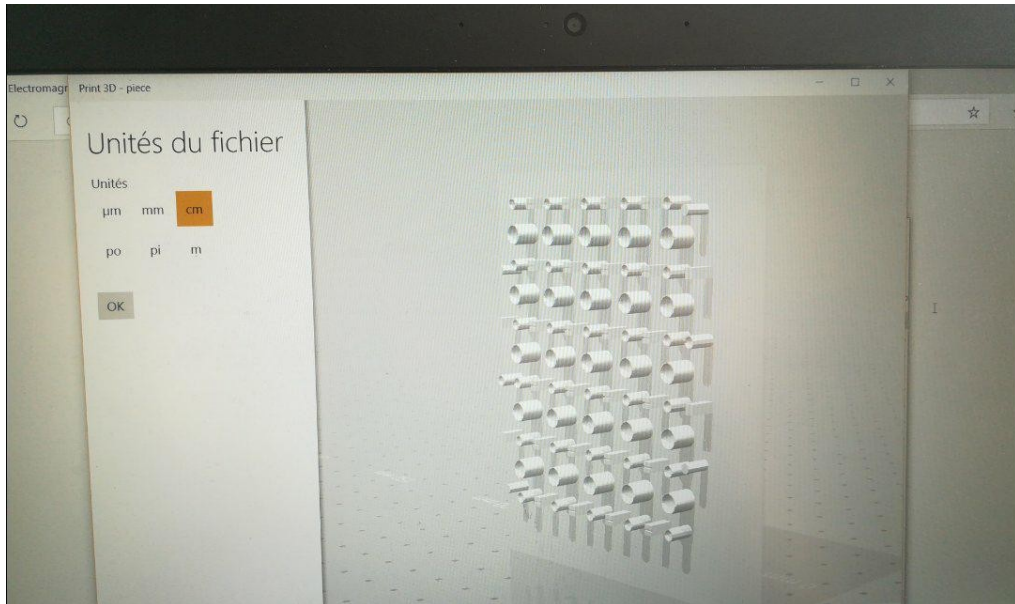 Electromagr
Print 3D - piece
Unités du fichier
Unités
µm mm cm
po pi m
OK